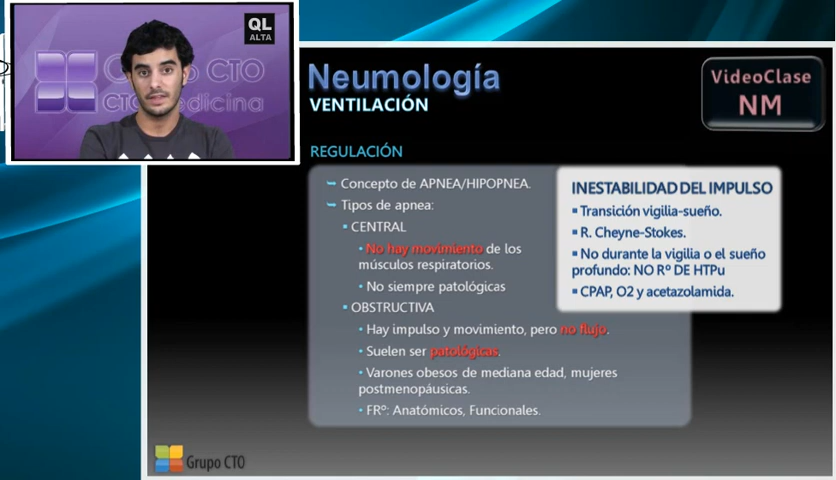 QL
ALTA
Grupo CTO
CTO Medicina
Neumología
VENTILACIÓN
VideoClase
NM
REGULACIÓN
Concepto de APNEA/HIPOPNEA.
Tipos de apnea:
CENTRAL
No hay movimiento de los
músculos respiratorios.
No siempre patológicas
OBSTRUCTIVA
Hay impulso y movimiento, pero no flujo.
Suelen ser patológicas.
Varones obesos de mediana edad, mujeres
postmenopáusicas.
FRº: Anatómicos, Funcionales.
INESTABILIDAD DEL IMPULSO
Transición vigilia-sueño.
R. Cheyne-Stokes.
No durante la vigilia o el sueño
profundo: NO Rº DE HTPu
CPAP, O2 y acetazolamida.
Grupo CTO